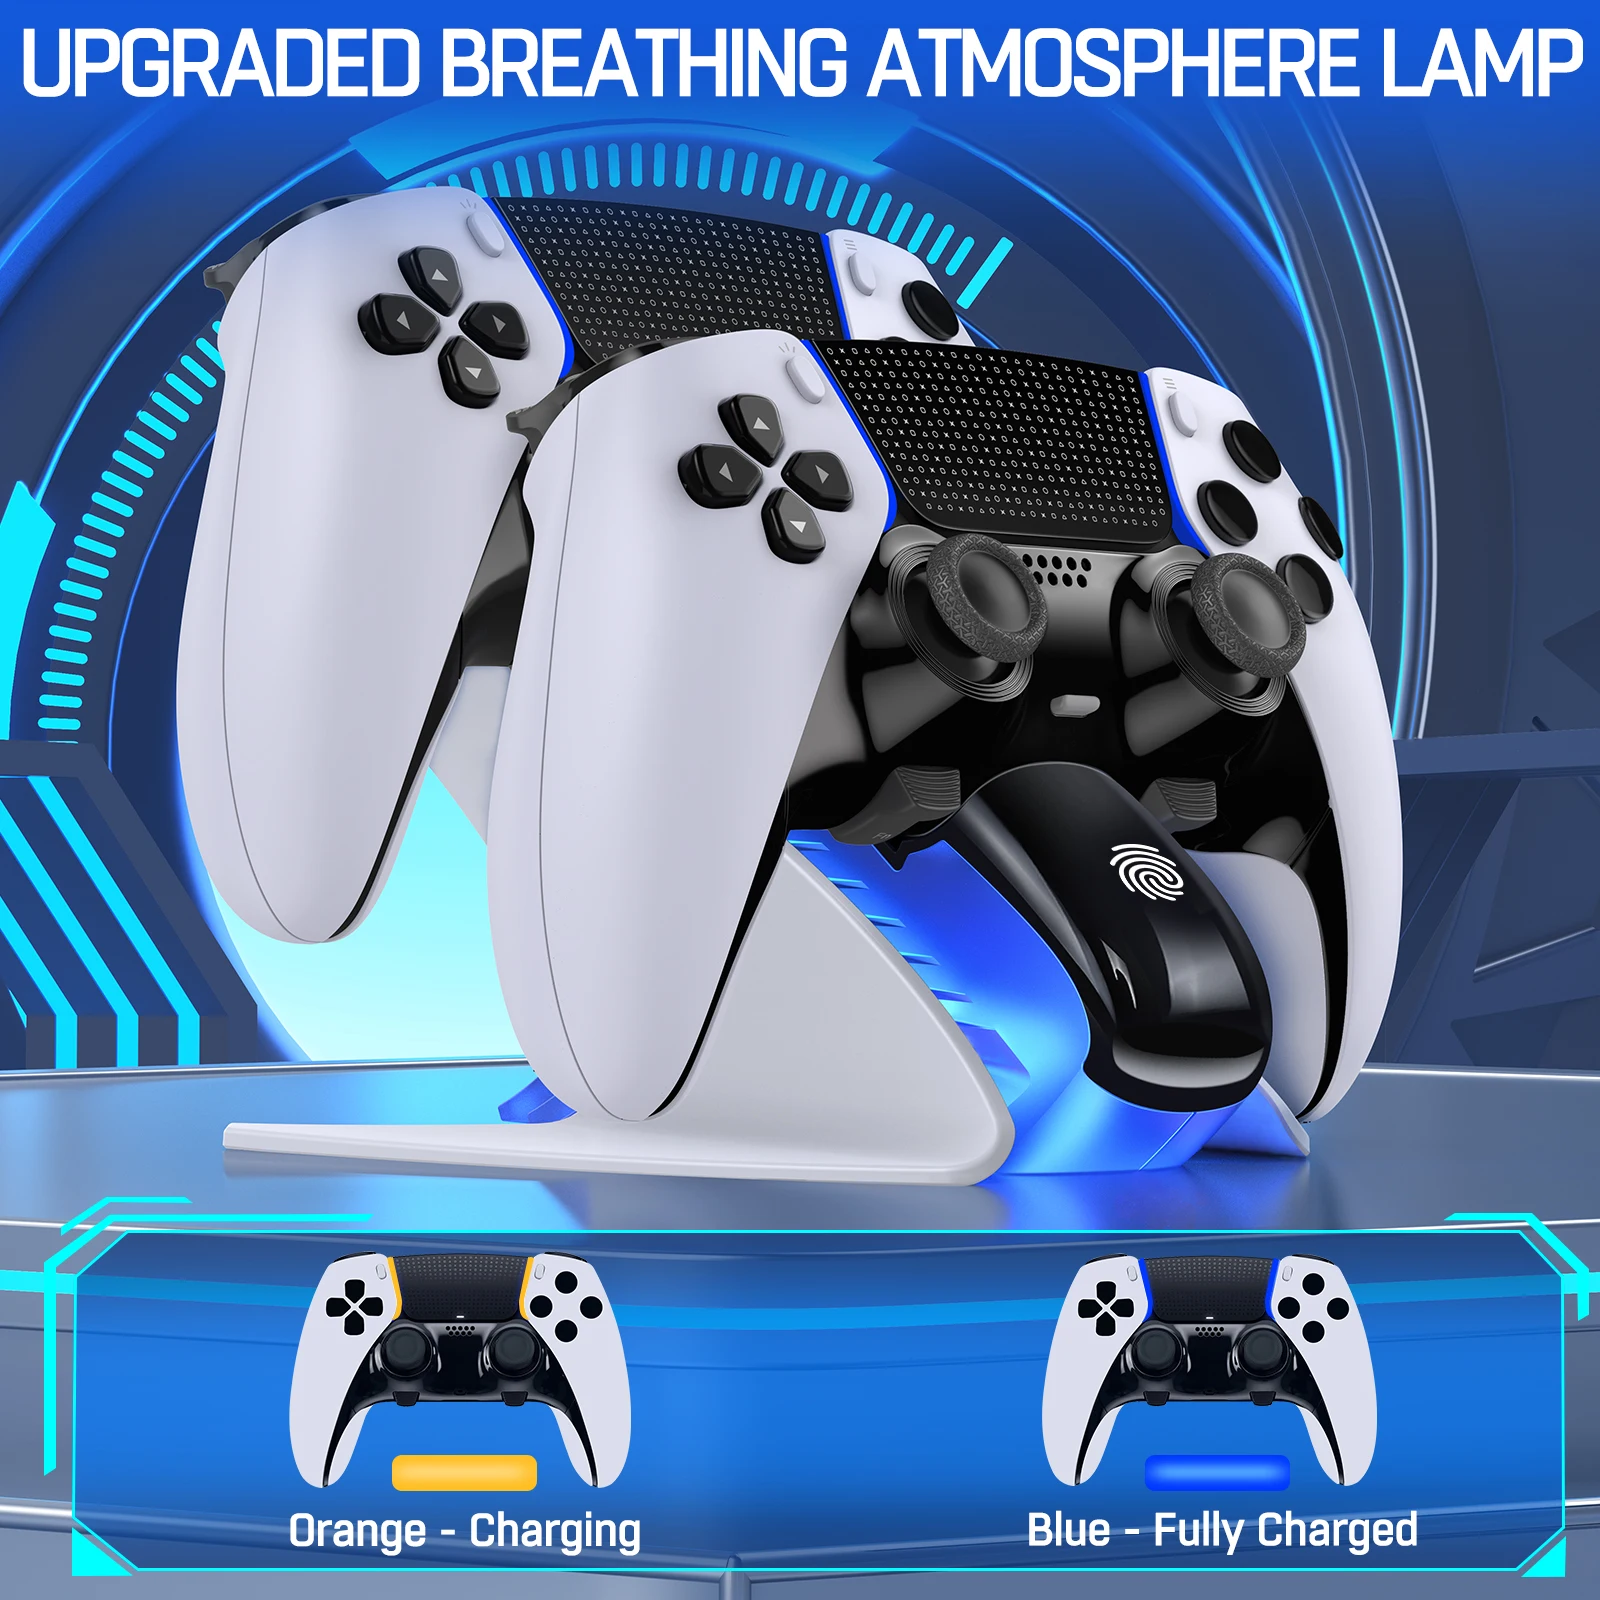 UPGRADED BREATHING ATMOSPHERE LAMP
Orange - Charging
Blue - Fully Charged